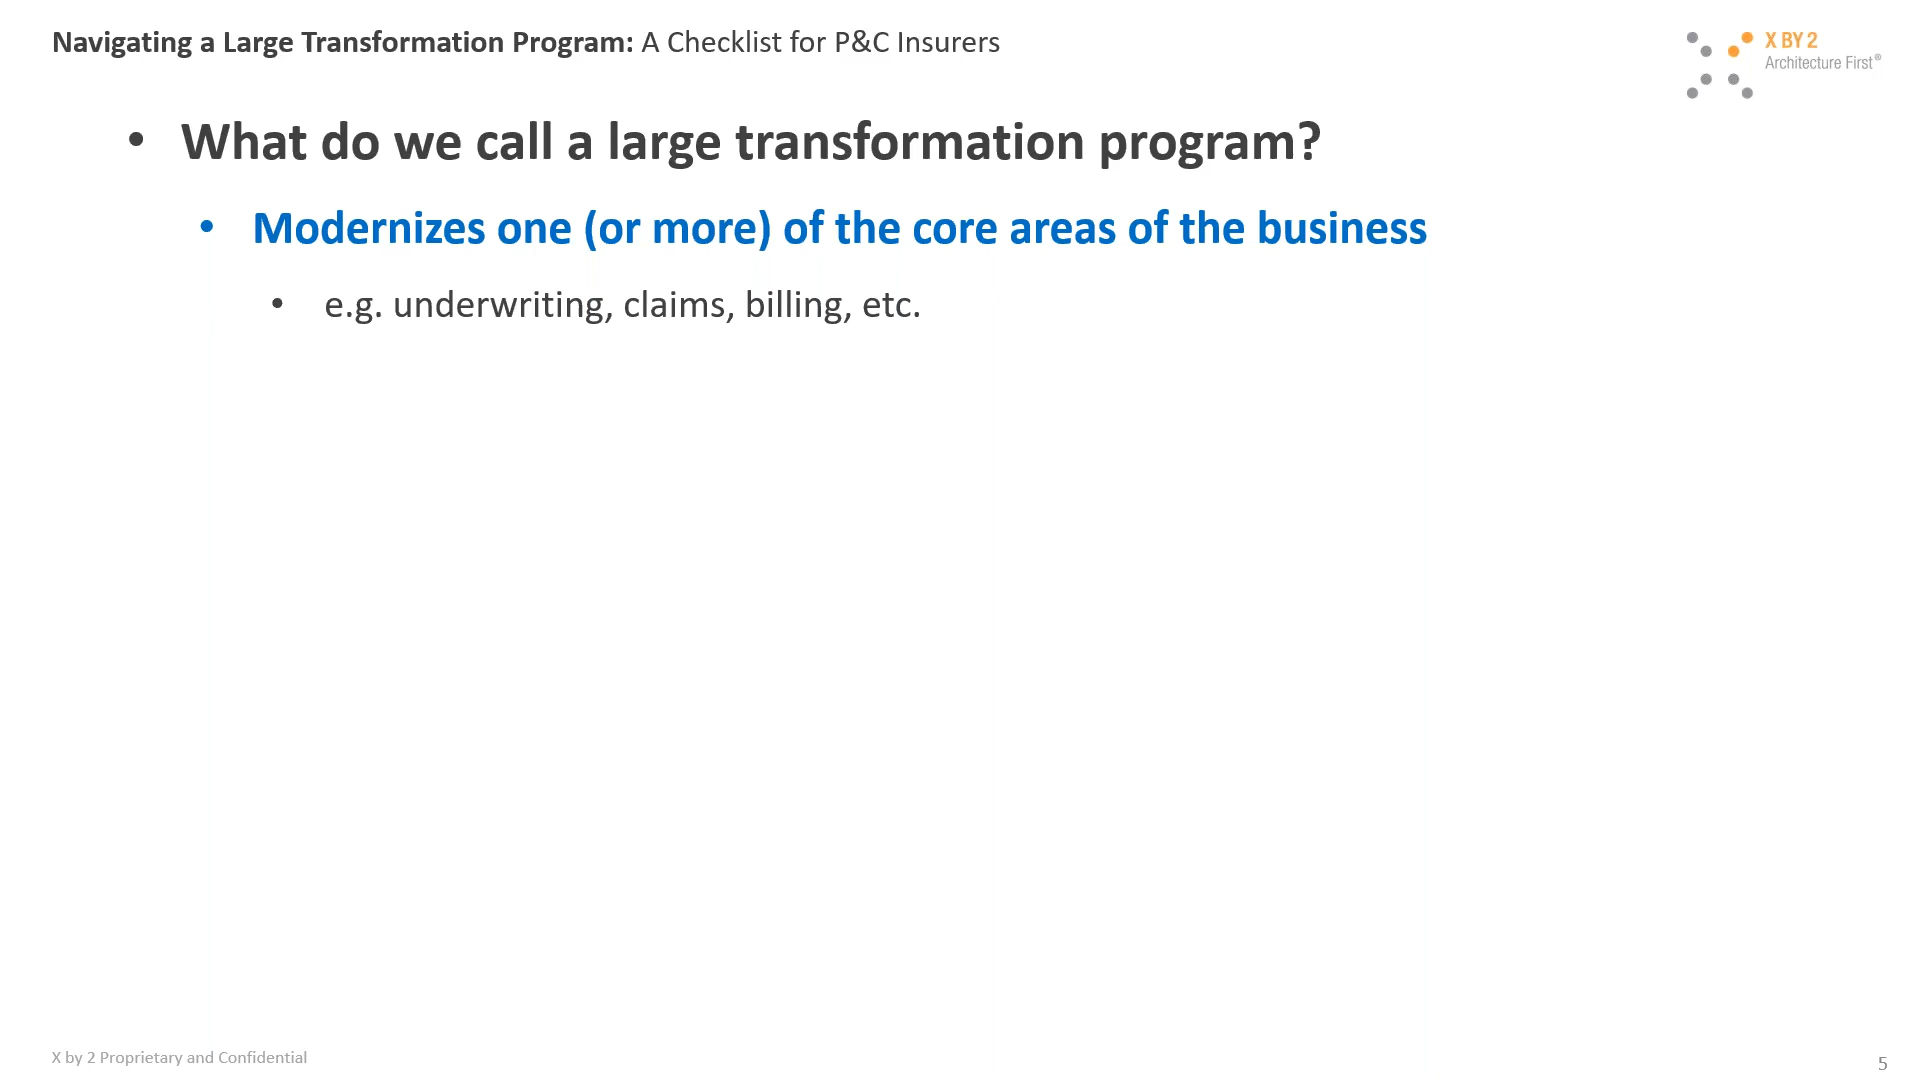 Navigating a Large Transformation Program: A Checklist for P&C Insurers
X BY 2
Architecture First®
• What do we call a large transformation program?
• Modernizes one (or more) of the core areas of the business
• e.g. underwriting, claims, billing, etc.
X by 2 Proprietary and Confidential
5